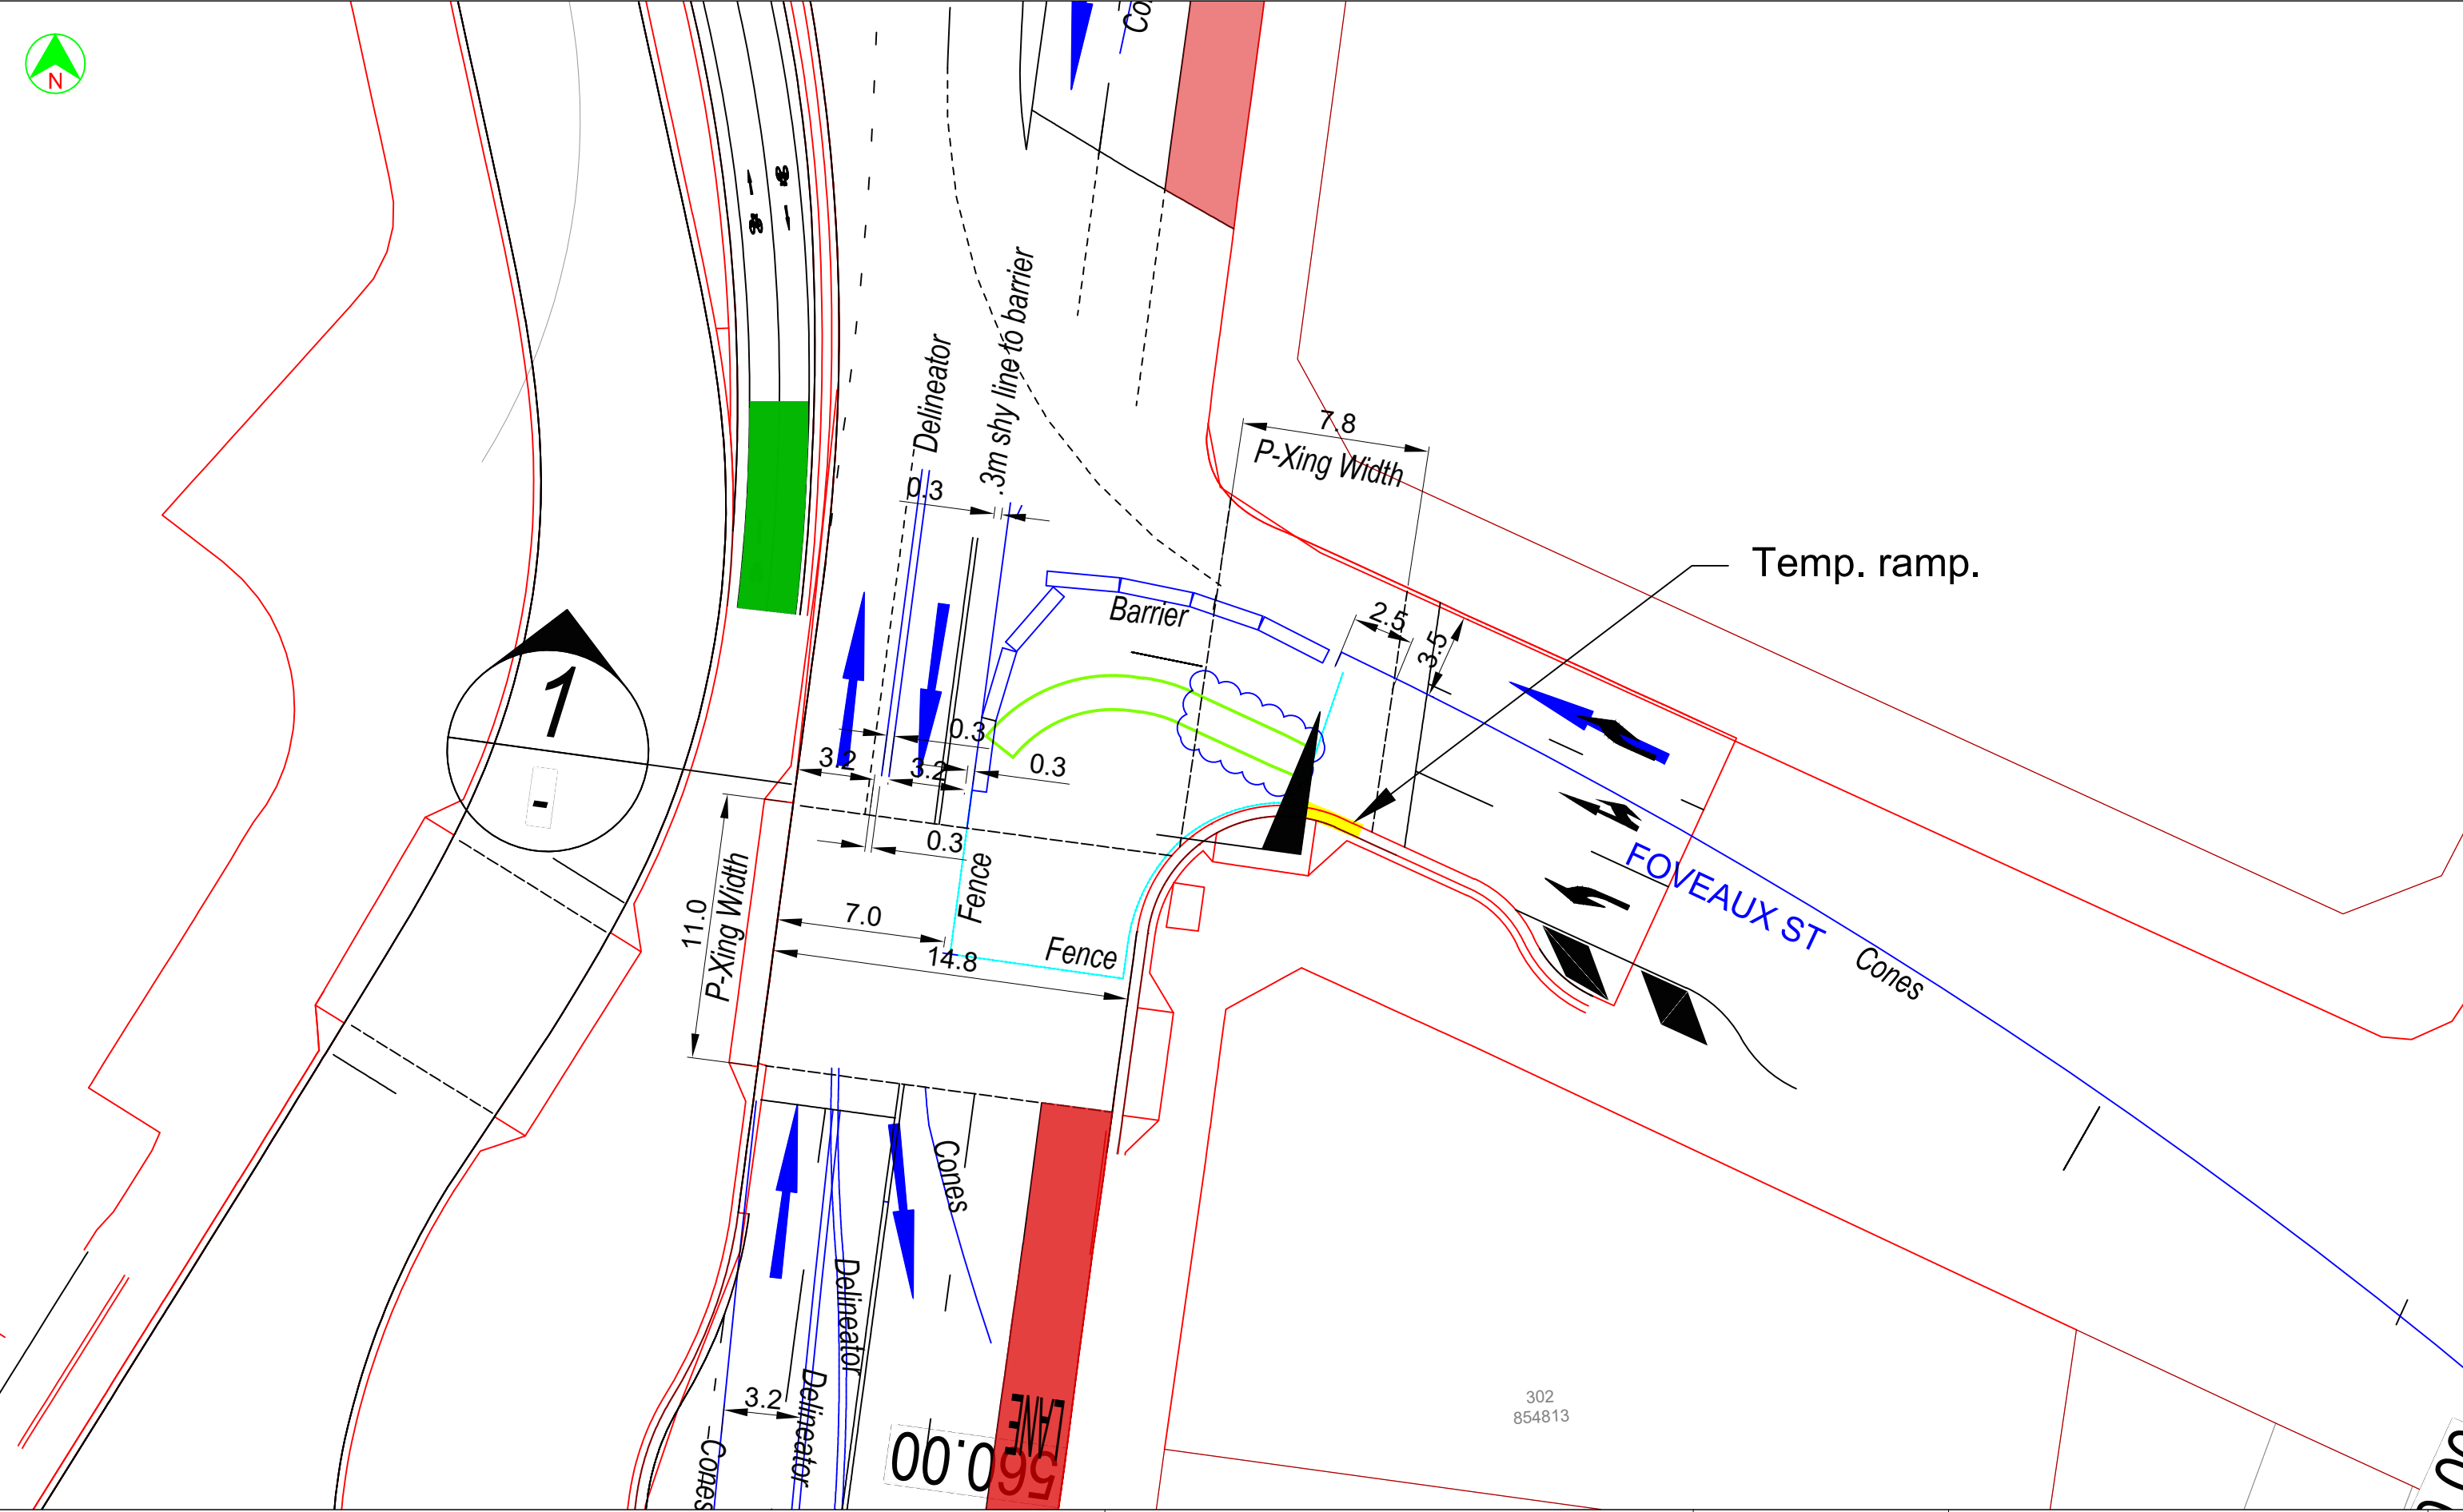 N
Co
Delineator
.3m shy line to barrier
7.8
P-Xing Width
0.3
Temp. ramp.
Barrier
2.5
3.5
1
-
0.3
3.2
3.2
0.3
0.3
Fence
11.0
P-Xing Width
7.0
14.8
Fence
FOVEAUX ST
Cones
Cones
Delineator
Delineator
3.2
Cones
LANE
560.00
302
854813